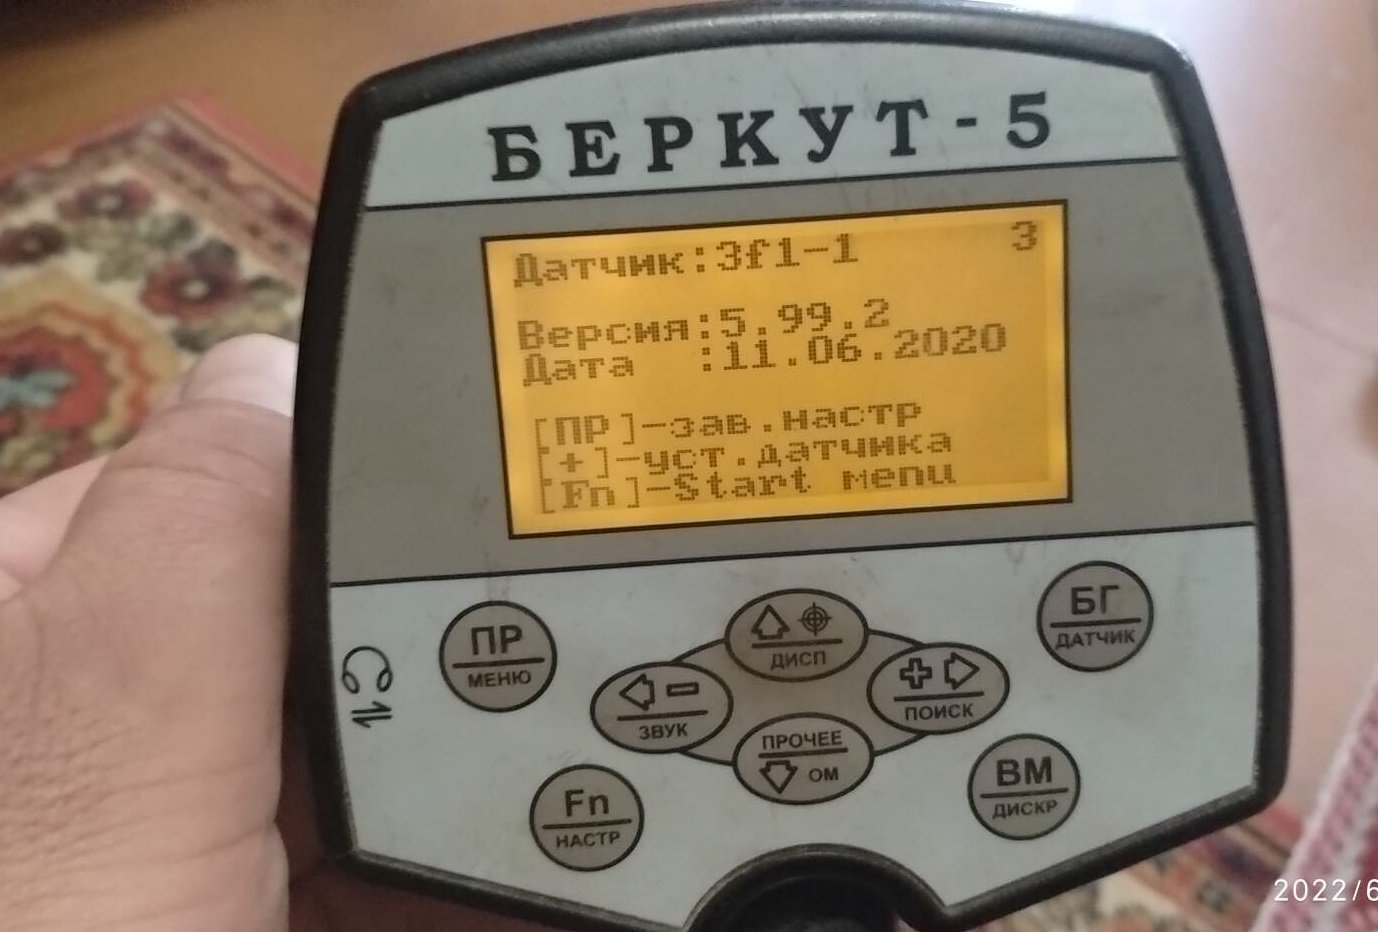 БЕРКУТ-5
Датчик:3f1-1 3
Версия:5.99.2
Дата :11.06.2020
[ПР]-зав.настр
[+]-уст.датчика
[Fn]-Start menu
ПР
МЕНЮ
ДИСП
БГ
ДАТЧИК
ЗВУК
ПОИСК
ПРОЧЕЕ
ОМ
Fn
НАСТР
ВМ
ДИСКР
2022/6